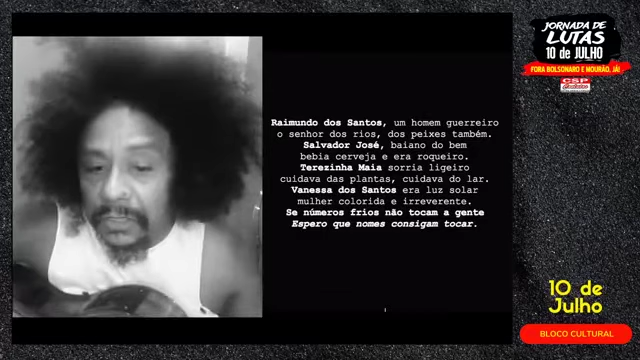 JORNADA DE
LUTAS
10 de JULHO
FORA BOLSONARO E MOURÃO, JÁ!
CSP
Conlutas
Raimundo dos Santos, um homem guerreiro
o senhor dos rios, dos peixes também.
Salvador José, baiano do bem
bebia cerveja e era roqueiro.
Terezinha Maia sorria ligeiro
cuidava das plantas, cuidava do lar.
Vanessa dos Santos era luz solar
mulher colorida e irreverente.
Se números frios não tocam a gente
Espero que nomes consigam tocar.
10 de
Julho
BLOCO CULTURAL